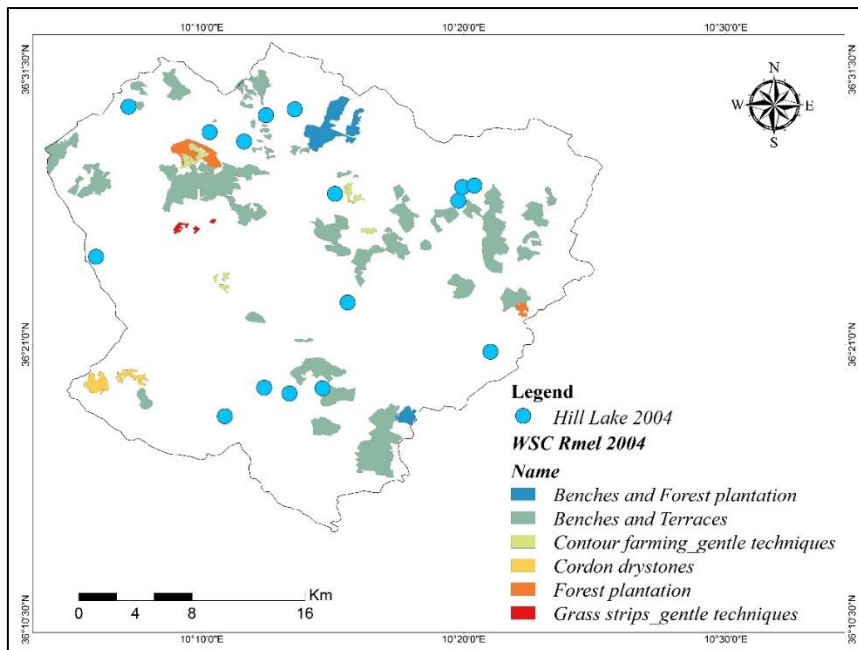 10°10'0"E
10°20'0"E
10°30'0"E
36°31'30"N
36°31'30"N
N
W
E
S
36°21'0"N
36°21'0"N
Legend
Hill Lake 2004
WSC Rmel 2004
Name
Benches and Forest plantation
Benches and Terraces
Contour farming_gentle techniques
Cordon drystones
Forest plantation
Grass strips_gentle techniques
Km
0 4 8 16
36°10'30"N
36°10'30"N
10°10'0"E
10°20'0"E
10°30'0"E